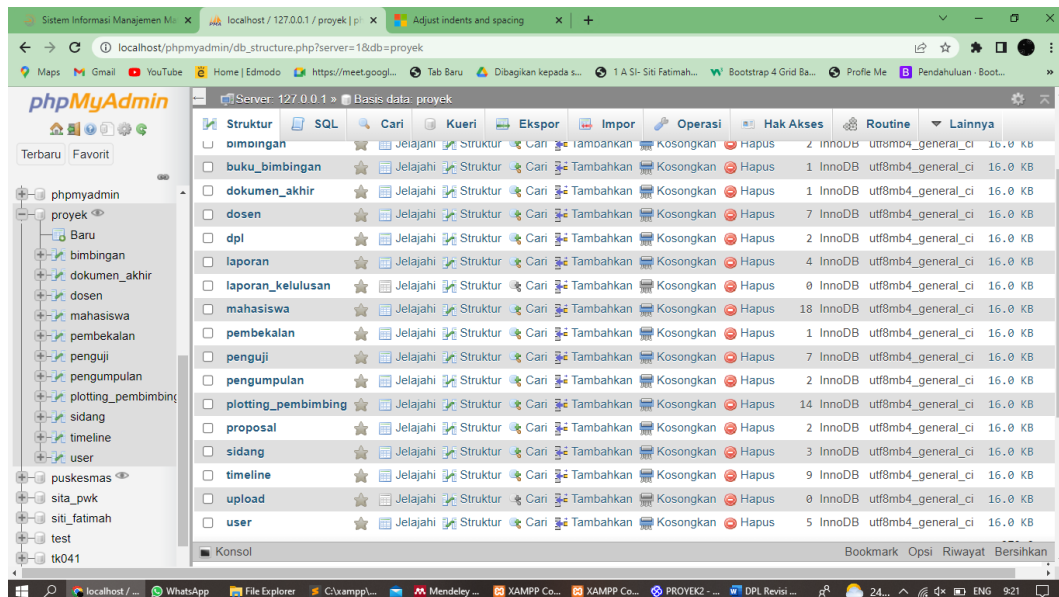 Sistem Informasi Manajemen Ma
localhost / 127.0.0.1 / proyek | ph
Adjust indents and spacing
localhost/phpmyadmin/db_structure.php?server=1&db=proyek
Maps Gmail YouTube Home | Edmodo https://meet.googl... Tab Baru Dibagikan kepada s... 1 A SI- Siti Fatimah... Bootstrap 4 Grid Ba... Profle Me Pendahuluan · Boot... »
phpMyAdmin
Terbaru Favorit
phpmyadmin
proyek
Baru
bimbingan
dokumen_akhir
dosen
mahasiswa
pembekalan
penguji
pengumpulan
plotting_pembimbing
sidang
timeline
user
puskesmas
sita_pwk
siti_fatimah
test
tk041
Server: 127.0.0.1 » Basis data: proyek
Struktur SQL Cari Kueri Ekspor Impor Operasi Hak Akses Routine Lainnya
bimbingan Jelajahi Struktur Cari Tambahkan Kosongkan Hapus 2 InnoDB utf8mb4_general_ci 16.0 KB
buku_bimbingan Jelajahi Struktur Cari Tambahkan Kosongkan Hapus 1 InnoDB utf8mb4_general_ci 16.0 KB
dokumen_akhir Jelajahi Struktur Cari Tambahkan Kosongkan Hapus 1 InnoDB utf8mb4_general_ci 16.0 KB
dosen Jelajahi Struktur Cari Tambahkan Kosongkan Hapus 7 InnoDB utf8mb4_general_ci 16.0 KB
dpl Jelajahi Struktur Cari Tambahkan Kosongkan Hapus 2 InnoDB utf8mb4_general_ci 16.0 KB
laporan Jelajahi Struktur Cari Tambahkan Kosongkan Hapus 4 InnoDB utf8mb4_general_ci 16.0 KB
laporan_kelulusan Jelajahi Struktur Cari Tambahkan Kosongkan Hapus 0 InnoDB utf8mb4_general_ci 16.0 KB
mahasiswa Jelajahi Struktur Cari Tambahkan Kosongkan Hapus 18 InnoDB utf8mb4_general_ci 16.0 KB
pembekalan Jelajahi Struktur Cari Tambahkan Kosongkan Hapus 1 InnoDB utf8mb4_general_ci 16.0 KB
penguji Jelajahi Struktur Cari Tambahkan Kosongkan Hapus 7 InnoDB utf8mb4_general_ci 16.0 KB
pengumpulan Jelajahi Struktur Cari Tambahkan Kosongkan Hapus 2 InnoDB utf8mb4_general_ci 16.0 KB
plotting_pembimbing Jelajahi Struktur Cari Tambahkan Kosongkan Hapus 14 InnoDB utf8mb4_general_ci 16.0 KB
proposal Jelajahi Struktur Cari Tambahkan Kosongkan Hapus 2 InnoDB utf8mb4_general_ci 16.0 KB
sidang Jelajahi Struktur Cari Tambahkan Kosongkan Hapus 3 InnoDB utf8mb4_general_ci 16.0 KB
timeline Jelajahi Struktur Cari Tambahkan Kosongkan Hapus 9 InnoDB utf8mb4_general_ci 16.0 KB
upload Jelajahi Struktur Cari Tambahkan Kosongkan Hapus 0 InnoDB utf8mb4_general_ci 16.0 KB
user Jelajahi Struktur Cari Tambahkan Kosongkan Hapus 5 InnoDB utf8mb4_general_ci 16.0 KB
Konsol Bookmark Opsi Riwayat Bersihkan
localhost / ... WhatsApp File Explorer C:\xampp\... Mendeley ... XAMPP Co... XAMPP Co... PROYEK2 - ... DPL Revisi ... 24... ENG 9:21